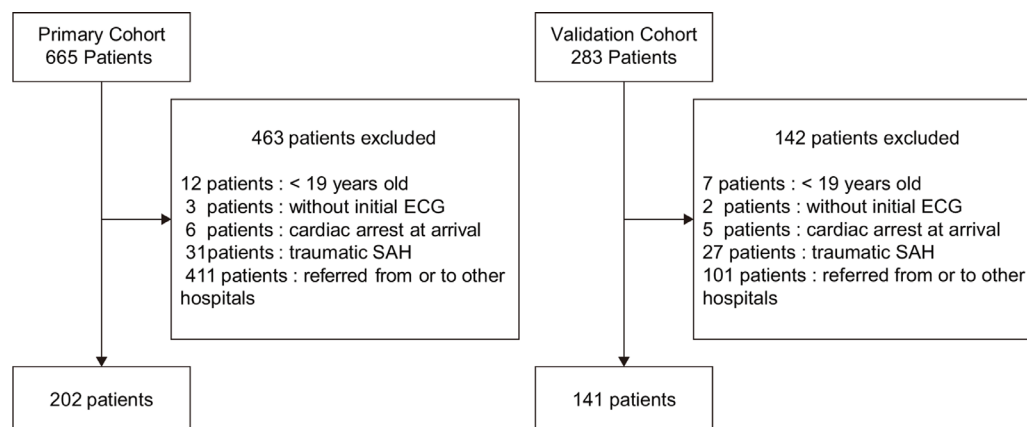 Primary Cohort
665 Patients
463 patients excluded
12 patients : < 19 years old
3 patients : without initial ECG
6 patients : cardiac arrest at arrival
31patients : traumatic SAH
411 patients : referred from or to other
hospitals
202 patients
Validation Cohort
283 Patients
142 patients excluded
7 patients : < 19 years old
2 patients : without initial ECG
5 patients : cardiac arrest at arrival
27 patients : traumatic SAH
101 patients : referred from or to other
hospitals
141 patients